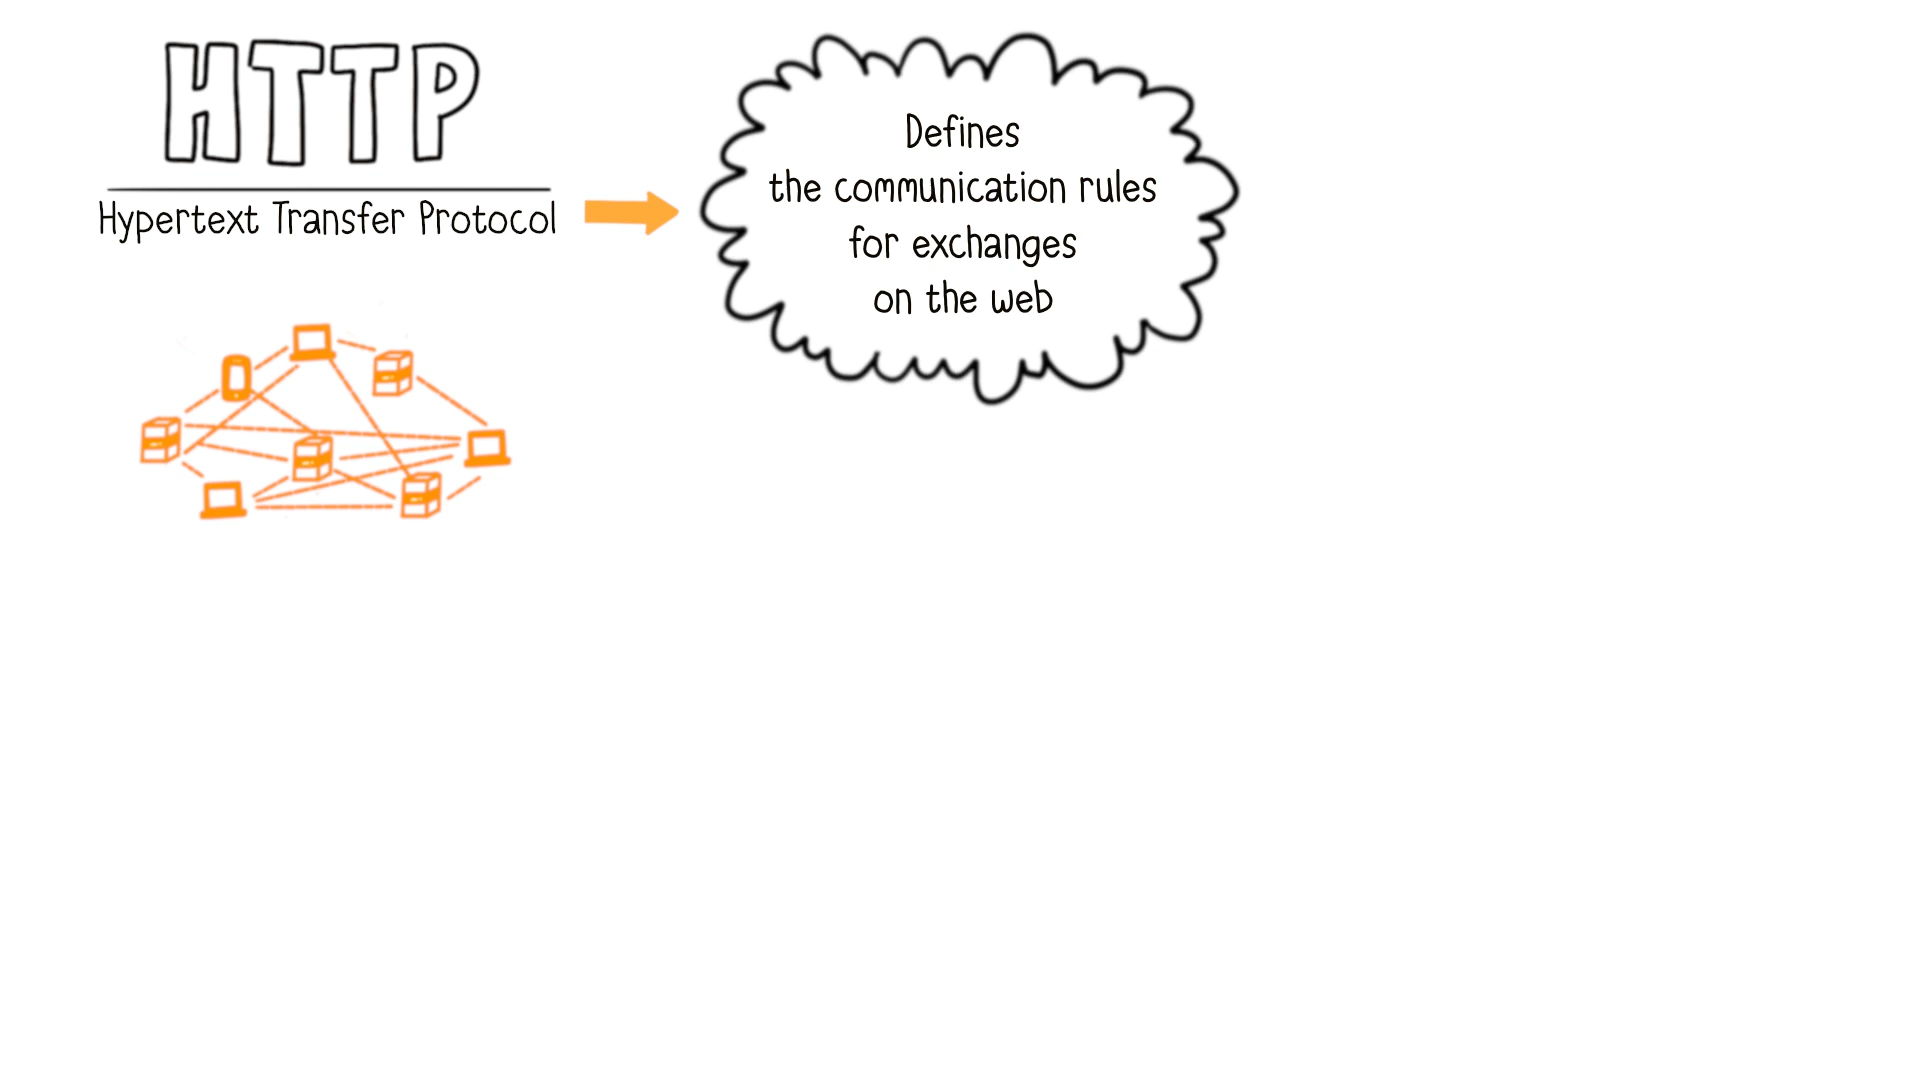 HTTP
Hypertext Transfer Protocol
Defines
the communication rules
for exchanges
on the web